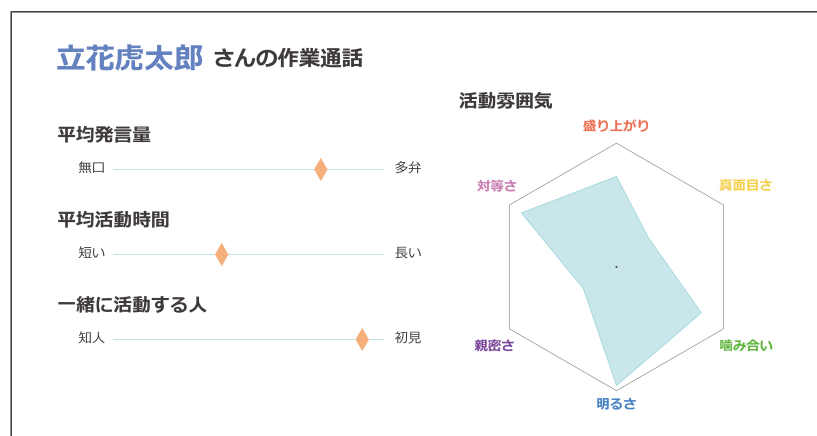 立花虎太郎 さんの作業通話
平均発言量
無口 多弁
平均活動時間
短い 長い
一緒に活動する人
知人 初見
活動雰囲気
盛り上がり
対等さ 真面目さ
親密さ 噛み合い
明るさ